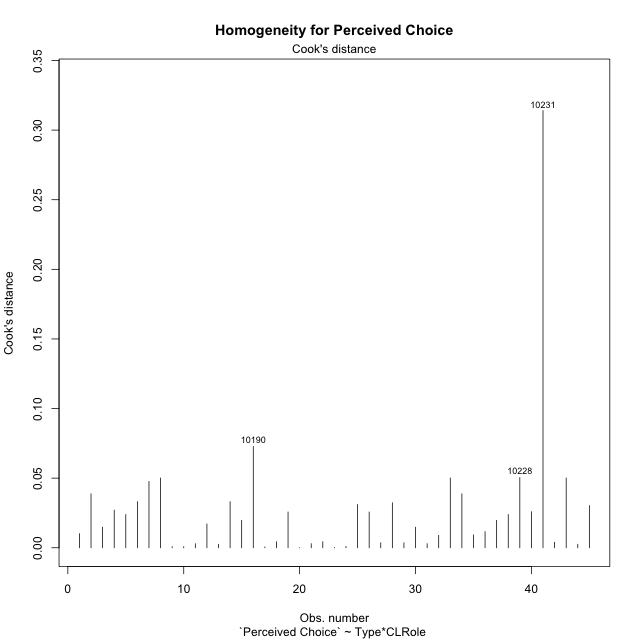 Homogeneity for Perceived Choice
Cook's distance
0.35
0.30
0.25
0.20
0.15
0.10
0.05
0.00
Cook's distance
10231
10190
10228
0 10 20 30 40
Obs. number
`Perceived Choice` ~ Type*CLRole